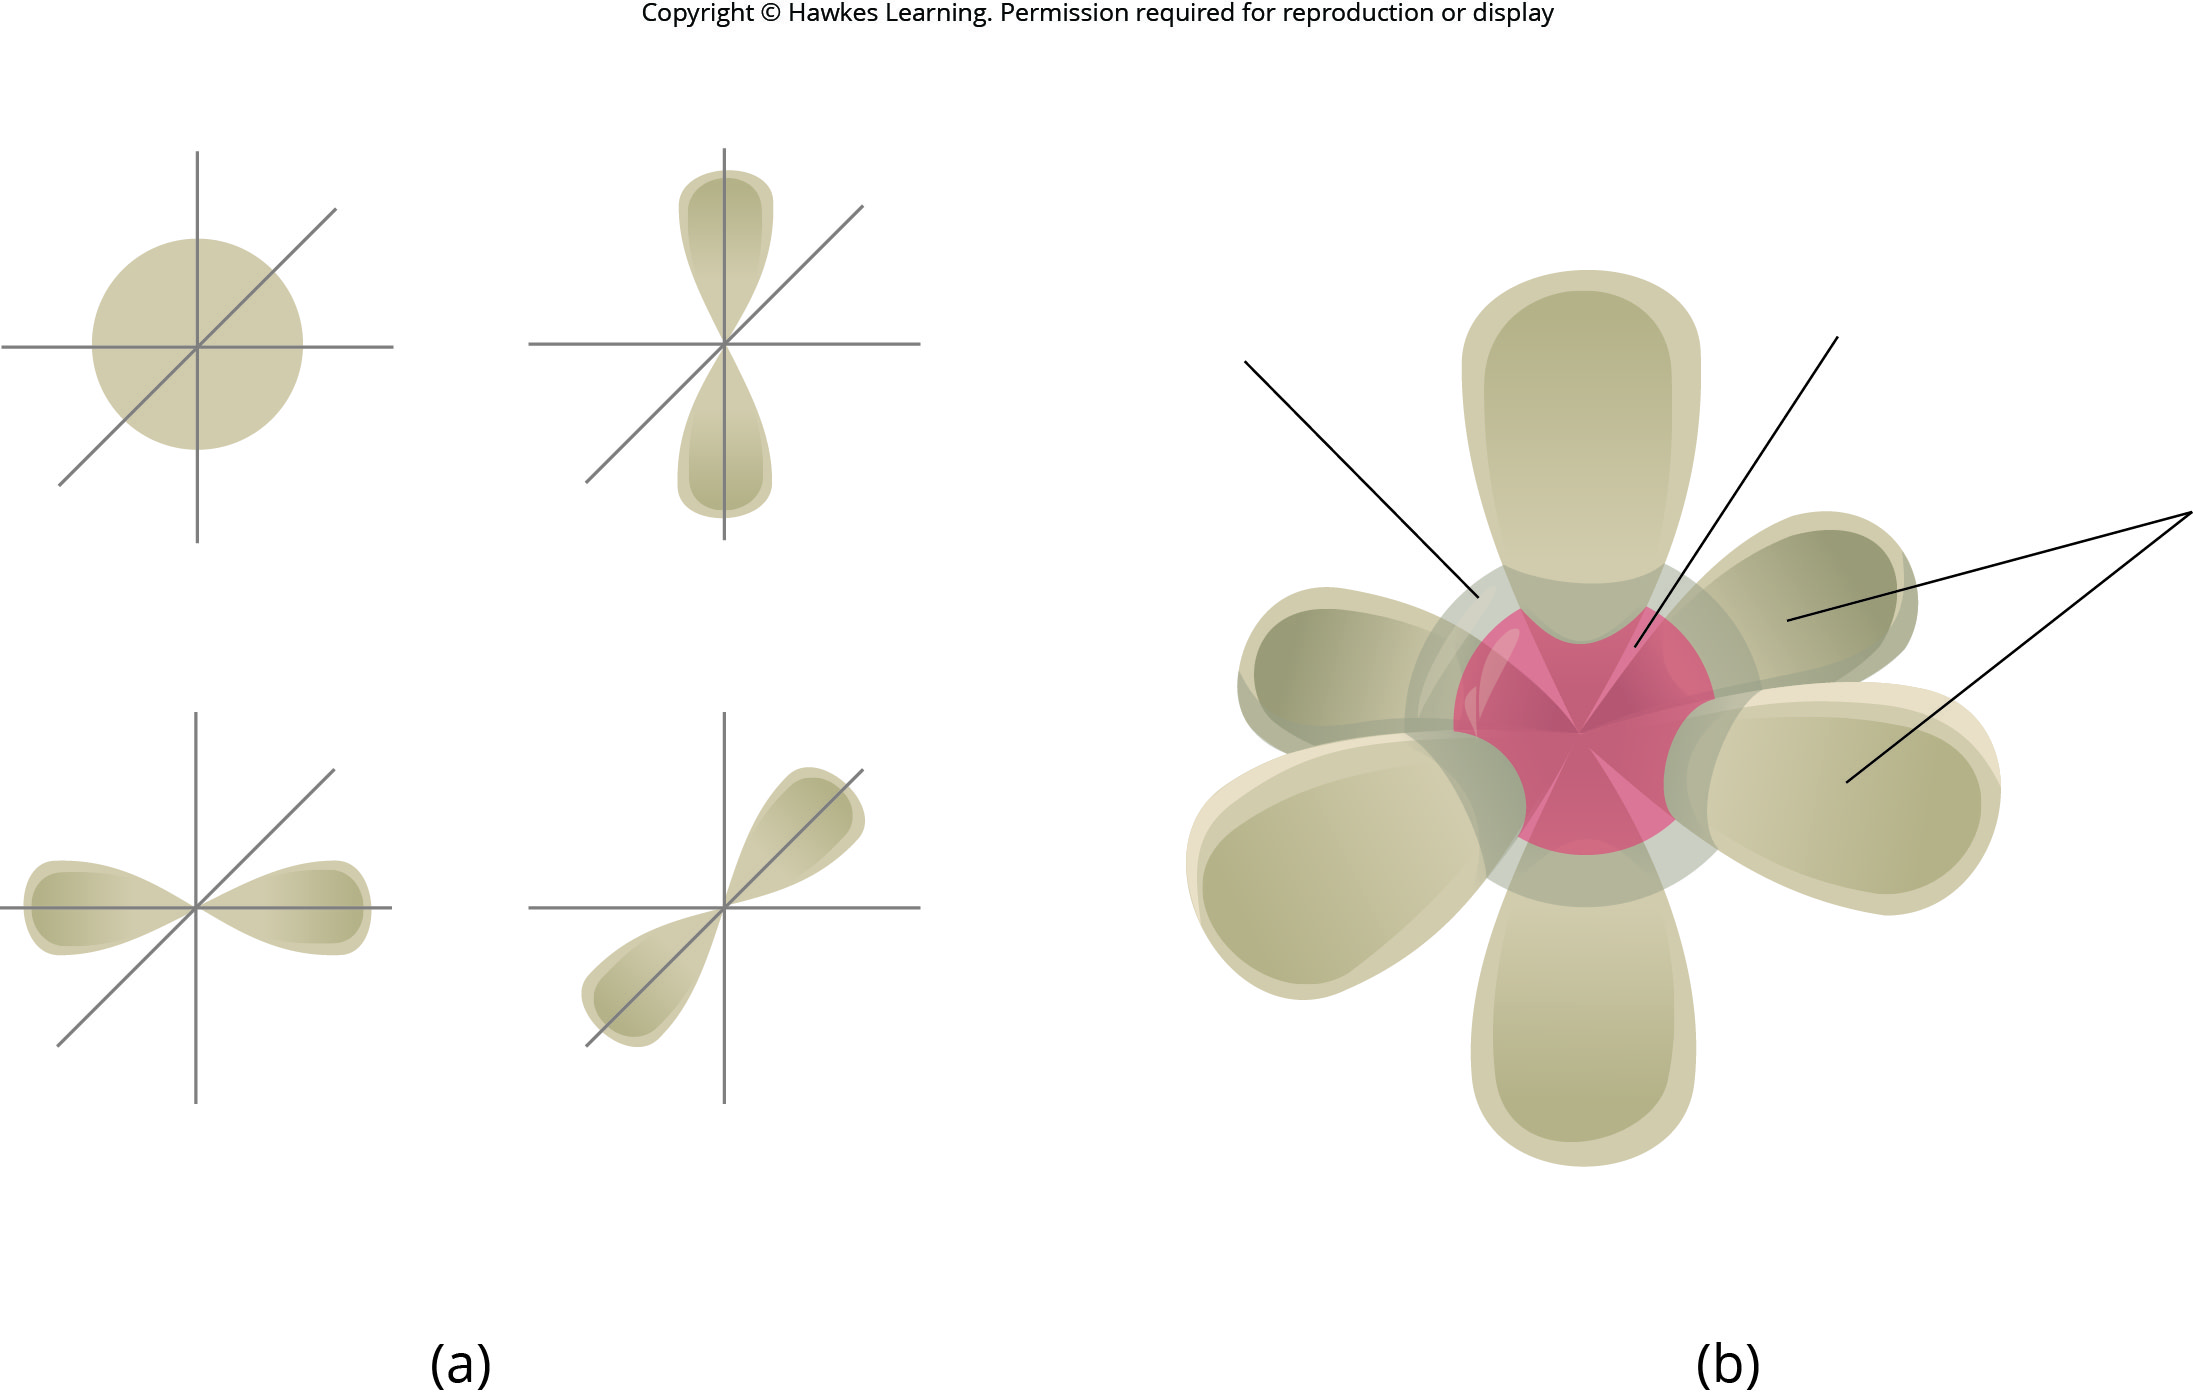 Copyright © Hawkes Learning. Permission required for reproduction or display
(a)
(b)